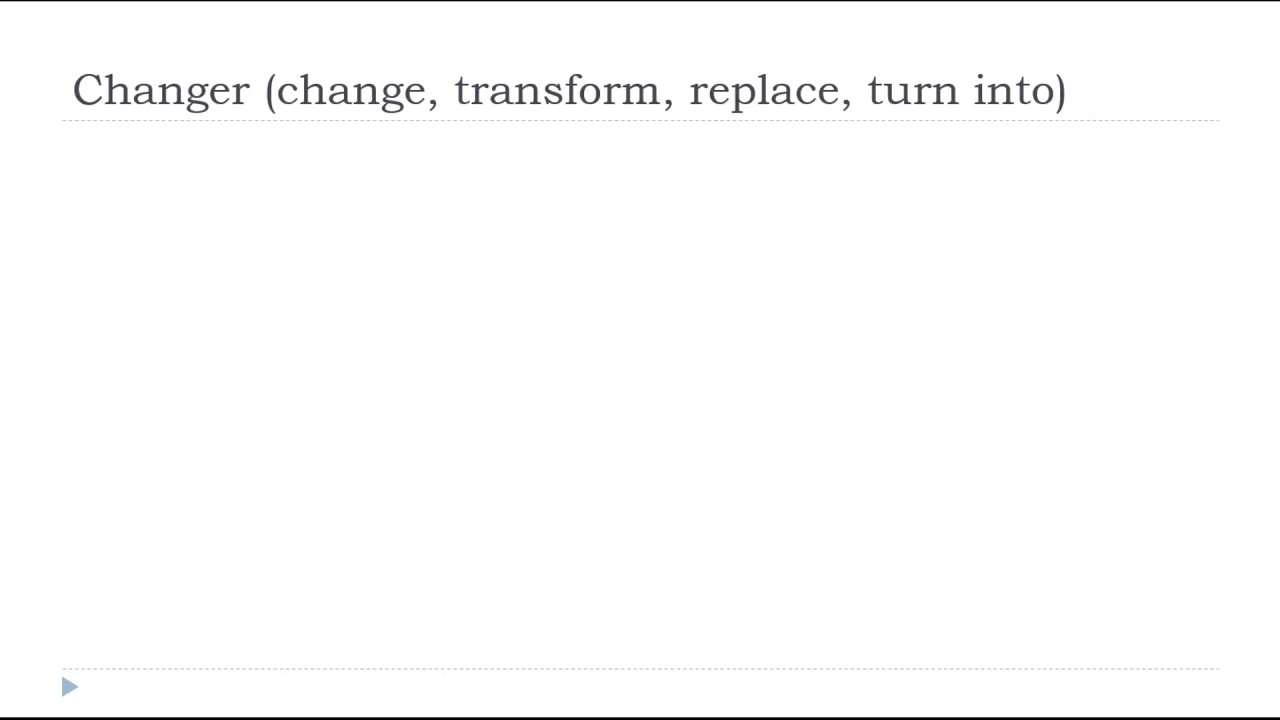 Changer (change, transform, replace, turn into)